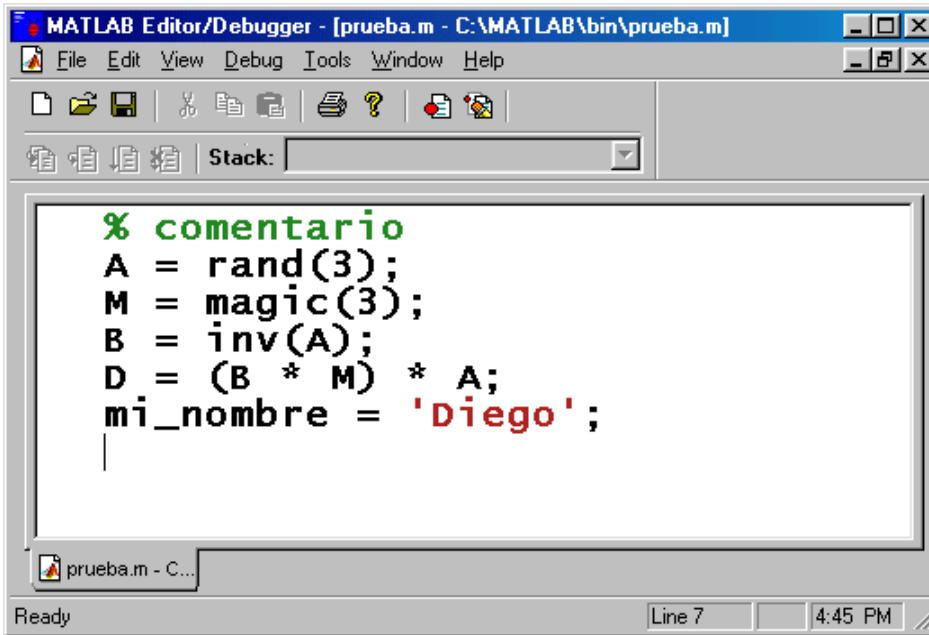 MATLAB Editor/Debugger - [prueba.m - C:\MATLAB\bin\prueba.m]
File Edit View Debug Tools Window Help
Stack:
% comentario
A = rand(3);
M = magic(3);
B = inv(A);
D = (B * M) * A;
mi_nombre = 'Diego';
prueba.m - C...
Ready Line 7 4:45 PM